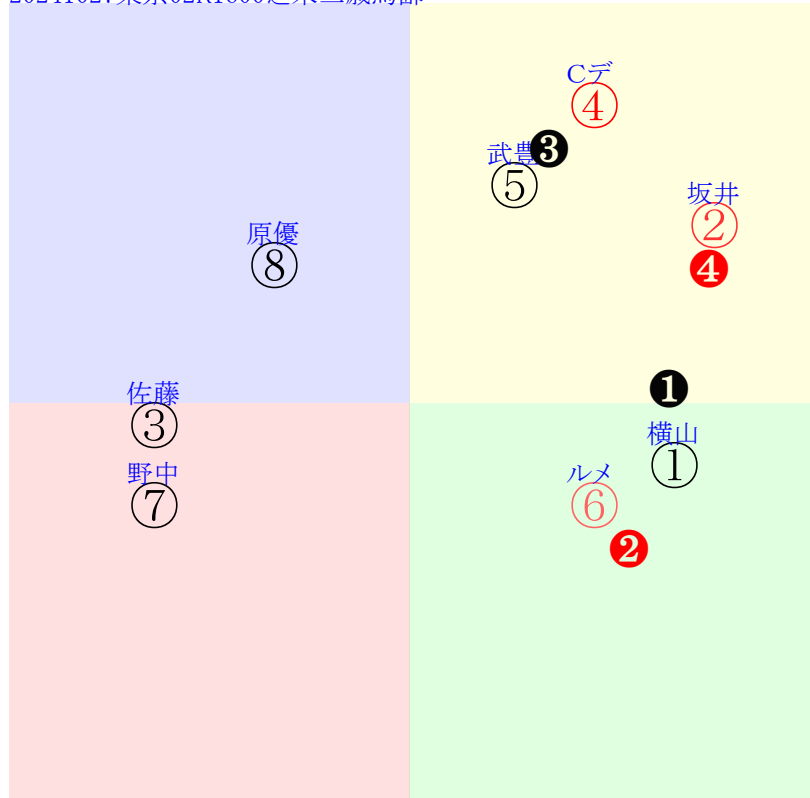 Cデ
④
武豊
❸
⑤
坂井
②
❹
原優
⑧
❶
佐藤
③
横山
①
野中
⑦
ルメ
⑥
❷